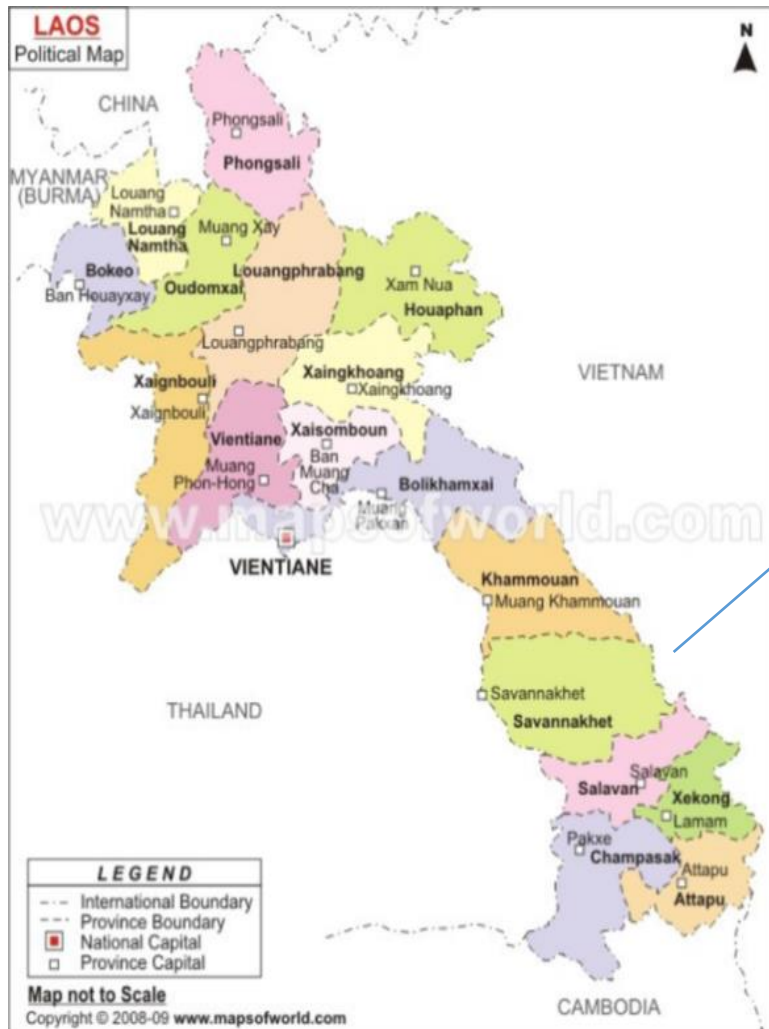 LAOS
Political Map
N
CHINA
Phongsali
Phongsali
MYANMAR
(BURMA)
Louang
Namtha
Louang
Namtha
Muang Xay
Bokeo
Louangphrabang
Ban Houayxay
Oudomxai
Xam Nua
Houaphan
Louangphrabang
Xaingkhoang
Xaingkhoang
VIETNAM
Xaignbouli
Xaignbouli
Vientiane
Xaisomboun
Muang
Phon-Hong
Ban
Muang
Cha
Bolikhamxai
Muang
Pakxan
www.mapsofworld.com
VIENTIANE
Khammouan
Muang Khammouan
THAILAND
Savannakhet
Savannakhet
Salavan
Salavan
Xekong
Lamam
Pakxe
Champasak
Attapu
Attapu
LEGEND
International Boundary
Province Boundary
National Capital
Province Capital
Map not to Scale
Copyright © 2008-09 www.mapsofworld.com
CAMBODIA